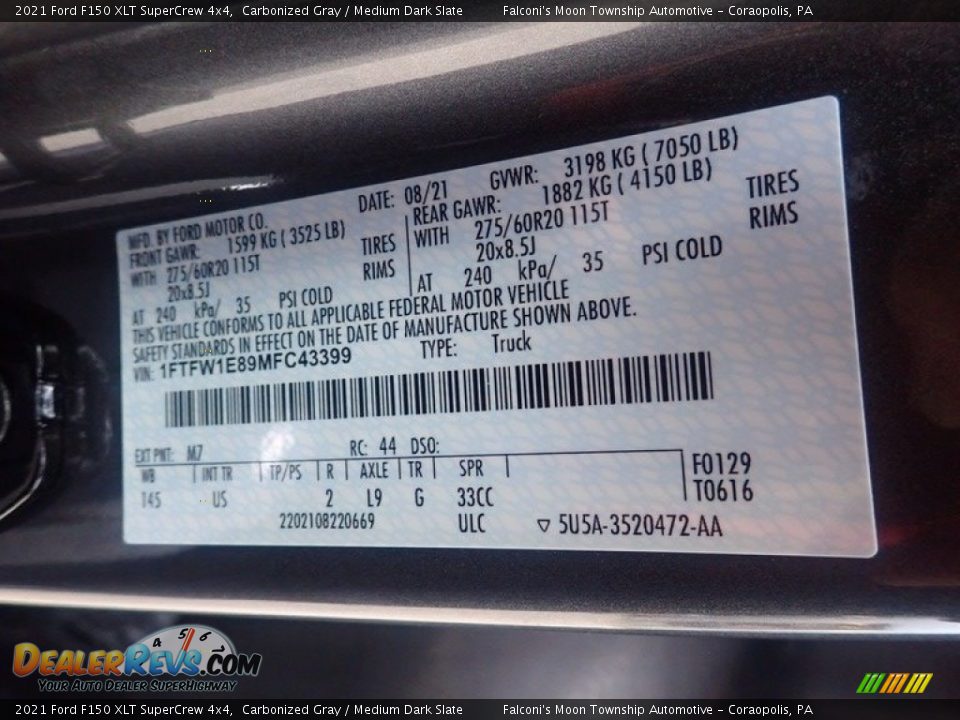 2021 Ford F150 XLT SuperCrew 4x4, Carbonized Gray / Medium Dark Slate Falconi's Moon Township Automotive - Coraopolis, PA
MFD. BY FORD MOTOR CO. DATE: 08/21 GVWR: 3198 KG ( 7050 LB)
FRONT GAWR: 1599 KG ( 3525 LB) REAR GAWR: 1882 KG ( 4150 LB)
WITH 275/60R20 115T TIRES WITH 275/60R20 115T TIRES
20x8.5J RIMS 20x8.5J RIMS
AT 240 kPa/ 35 PSI COLD AT 240 kPa/ 35 PSI COLD
THIS VEHICLE CONFORMS TO ALL APPLICABLE FEDERAL MOTOR VEHICLE
SAFETY STANDARDS IN EFFECT ON THE DATE OF MANUFACTURE SHOWN ABOVE.
VIN: 1FTFW1E89MFC43399 TYPE: Truck
EXT PNT: M7 RC: 44 DSO:
WB INT TR TP/PS R AXLE TR SPR F0129
145 US 2 L9 G 33CC T0616
2202108220669 ULC ▽ 5U5A-3520472-AA
4 5 6
DEALERREVS.COM
YOUR AUTO DEALER SUPERHIGHWAY
2021 Ford F150 XLT SuperCrew 4x4, Carbonized Gray / Medium Dark Slate Falconi's Moon Township Automotive - Coraopolis, PA